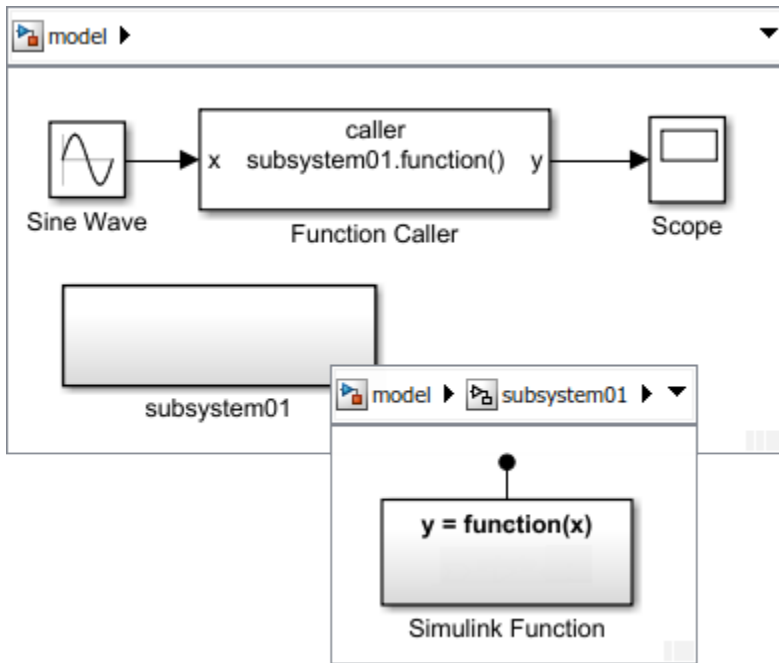 model
caller
x subsystem01.function() y
Sine Wave
Function Caller
Scope
subsystem01
model subsystem01
y = function(x)
Simulink Function